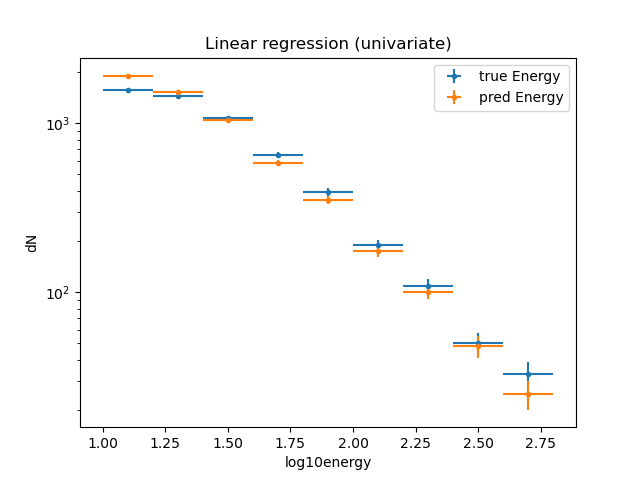 Linear regression (univariate)
true Energy
pred Energy
10³
10²
dN
1.00 1.25 1.50 1.75 2.00 2.25 2.50 2.75
log10energy